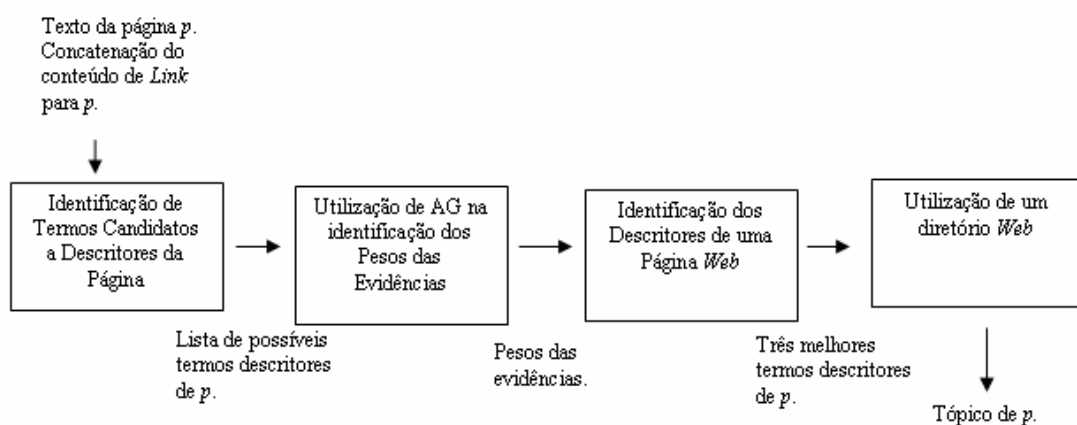 Texto da página p.
Concatenação do
conteúdo de Link
para p.
Identificação de
Termos Candidatos
a Descritores da
Página
Utilização de AG na
identificação dos
Pesos das
Evidências
Identificação dos
Descritores de uma
Página Web
Utilização de um
diretório Web
Lista de possíveis
termos descritores
de p.
Pesos das
evidências.
Três melhores
termos descritores
de p.
Tópico de p.